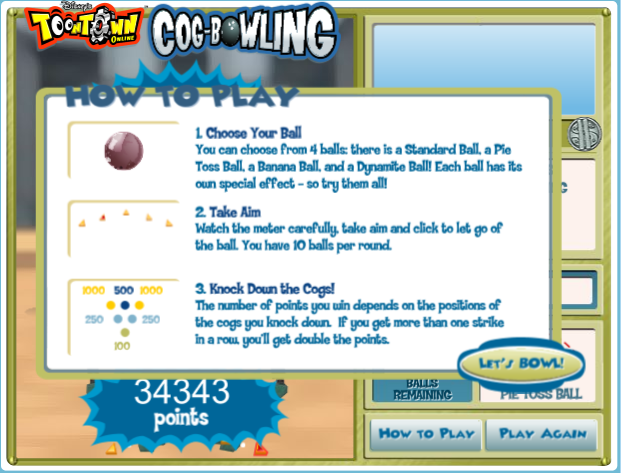 Disney's
TOONTOWN
ONLINE
COG-BOWLING
HOW TO PLAY
1. Choose Your Ball
You can choose from 4 balls: there is a Standard Ball, a Pie
Toss Ball, a Banana Ball, and a Dynamite Ball! Each ball has its
own special effect - so try them all!
2. Take Aim
Watch the meter carefully, take aim and click to let go of
the ball. You have 10 balls per round.
1000 500 1000
250 250
100
3. Knock Down the Cogs!
The number of points you win depends on the positions of
the cogs you knock down. If you get more than one strike
in a row, you'll get double the points.
LET'S BOWL!
34343
points
BALLS
REMAINING
PIE TOSS BALL
HOW TO PLAY
PLAY AGAIN